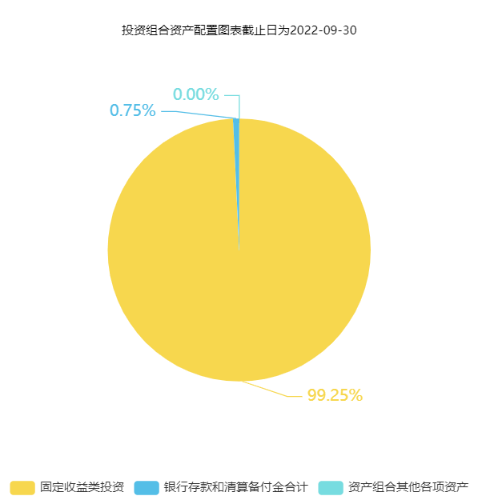 投资组合资产配置图表截止日为2022-09-30
0.00%
0.75%
99.25%
固定收益类投资
银行存款和清算备付金合计
资产组合其他各项资产